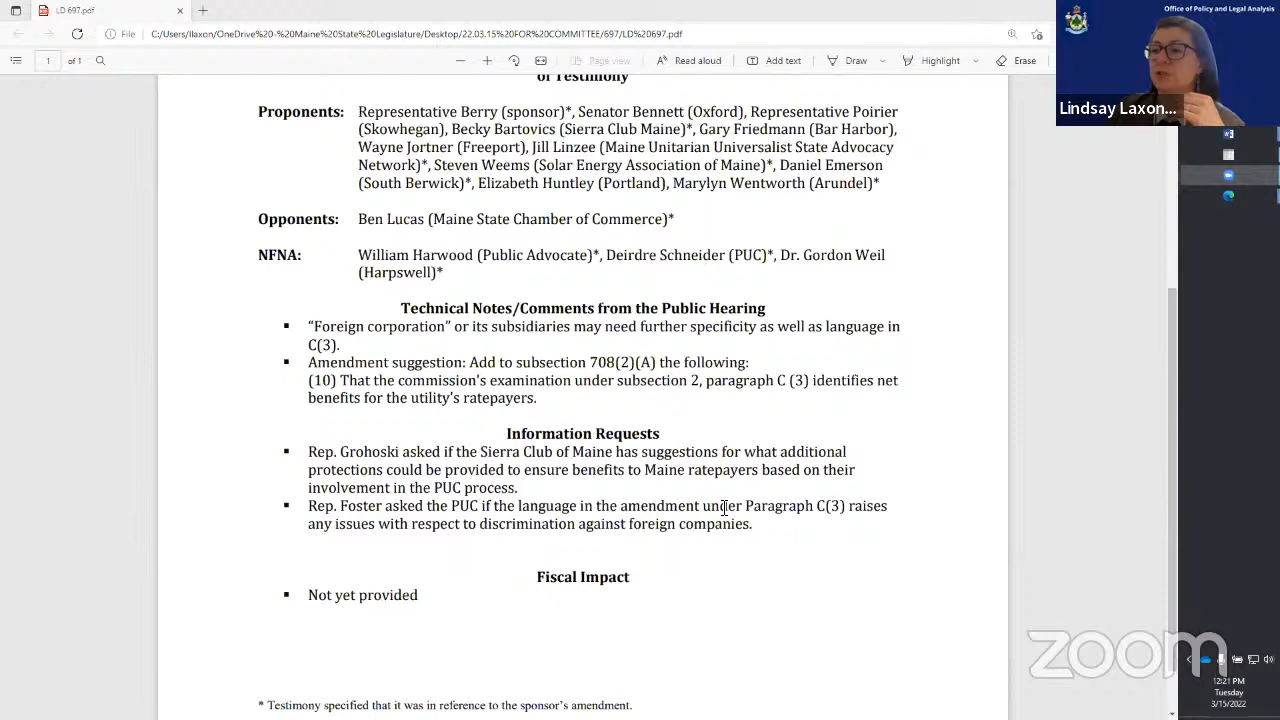 LD 697.pdf
File
C:/Users/llaxon/OneDrive%20-%20Maine%20State%20Legislature/Desktop/22.03.15%20FOR%20COMMITTEE/697/LD%20697.pdf
1 of 1
Page view
Read aloud
Add text
Draw
Highlight
Erase
Office of Policy and Legal Analysis
Lindsay Laxon...
of Testimony
Proponents: Representative Berry (sponsor)*, Senator Bennett (Oxford), Representative Poirier
(Skowhegan), Becky Bartovics (Sierra Club Maine)*, Gary Friedmann (Bar Harbor),
Wayne Jortner (Freeport), Jill Linzee (Maine Unitarian Universalist State Advocacy
Network)*, Steven Weems (Solar Energy Association of Maine)*, Daniel Emerson
(South Berwick)*, Elizabeth Huntley (Portland), Marylyn Wentworth (Arundel)*
Opponents: Ben Lucas (Maine State Chamber of Commerce)*
NFNA: William Harwood (Public Advocate)*, Deirdre Schneider (PUC)*, Dr. Gordon Weil
(Harpswell)*
Technical Notes/Comments from the Public Hearing
▪ “Foreign corporation” or its subsidiaries may need further specificity as well as language in
C(3).
▪ Amendment suggestion: Add to subsection 708(2)(A) the following:
(10) That the commission's examination under subsection 2, paragraph C (3) identifies net
benefits for the utility's ratepayers.
Information Requests
▪ Rep. Grohoski asked if the Sierra Club of Maine has suggestions for what additional
protections could be provided to ensure benefits to Maine ratepayers based on their
involvement in the PUC process.
▪ Rep. Foster asked the PUC if the language in the amendment under Paragraph C(3) raises
any issues with respect to discrimination against foreign companies.
Fiscal Impact
▪ Not yet provided
* Testimony specified that it was in reference to the sponsor’s amendment.
zoom
12:21 PM
Tuesday
3/15/2022